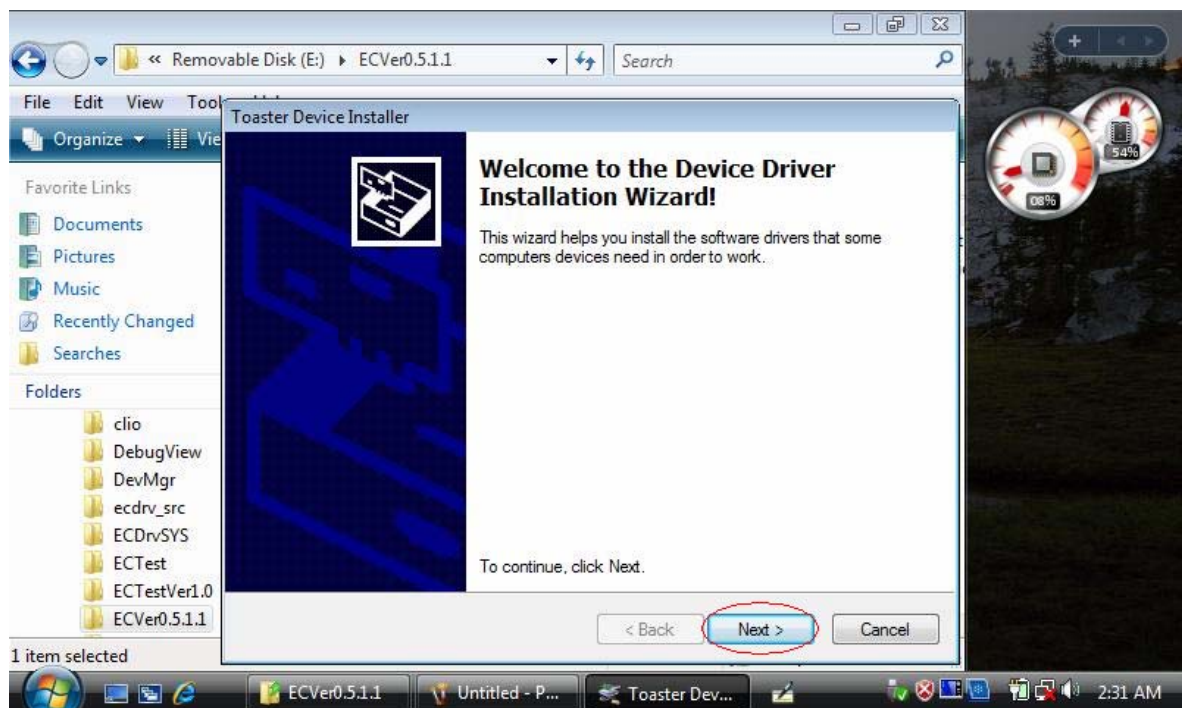 « Removable Disk (E:) ▸ ECVer0.5.1.1
Search
File Edit View
Organize
Toaster Device Installer
Favorite Links
Documents
Pictures
Music
Recently Changed
Searches
Folders
clio
DebugView
DevMgr
ecdrv_src
ECDrvSYS
ECTest
ECTestVer1.0
ECVer0.5.1.1
1 item selected
Welcome to the Device Driver
Installation Wizard!
This wizard helps you install the software drivers that some
computers devices need in order to work.
To continue, click Next.
< Back
Next >
Cancel
54%
08%
ECVer0.5.1.1
Untitled - P...
Toaster Dev...
2:31 AM